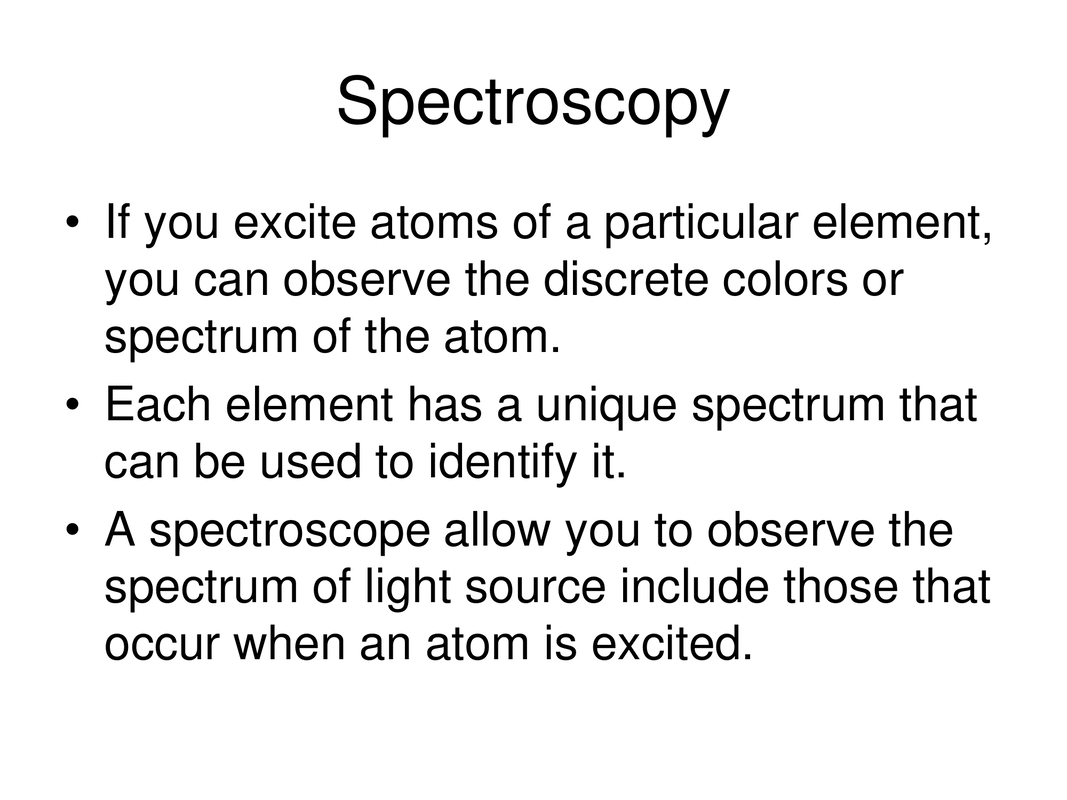 Spectroscopy
• If you excite atoms of a particular element,
you can observe the discrete colors or
spectrum of the atom.
• Each element has a unique spectrum that
can be used to identify it.
• A spectroscope allow you to observe the
spectrum of light source include those that
occur when an atom is excited.